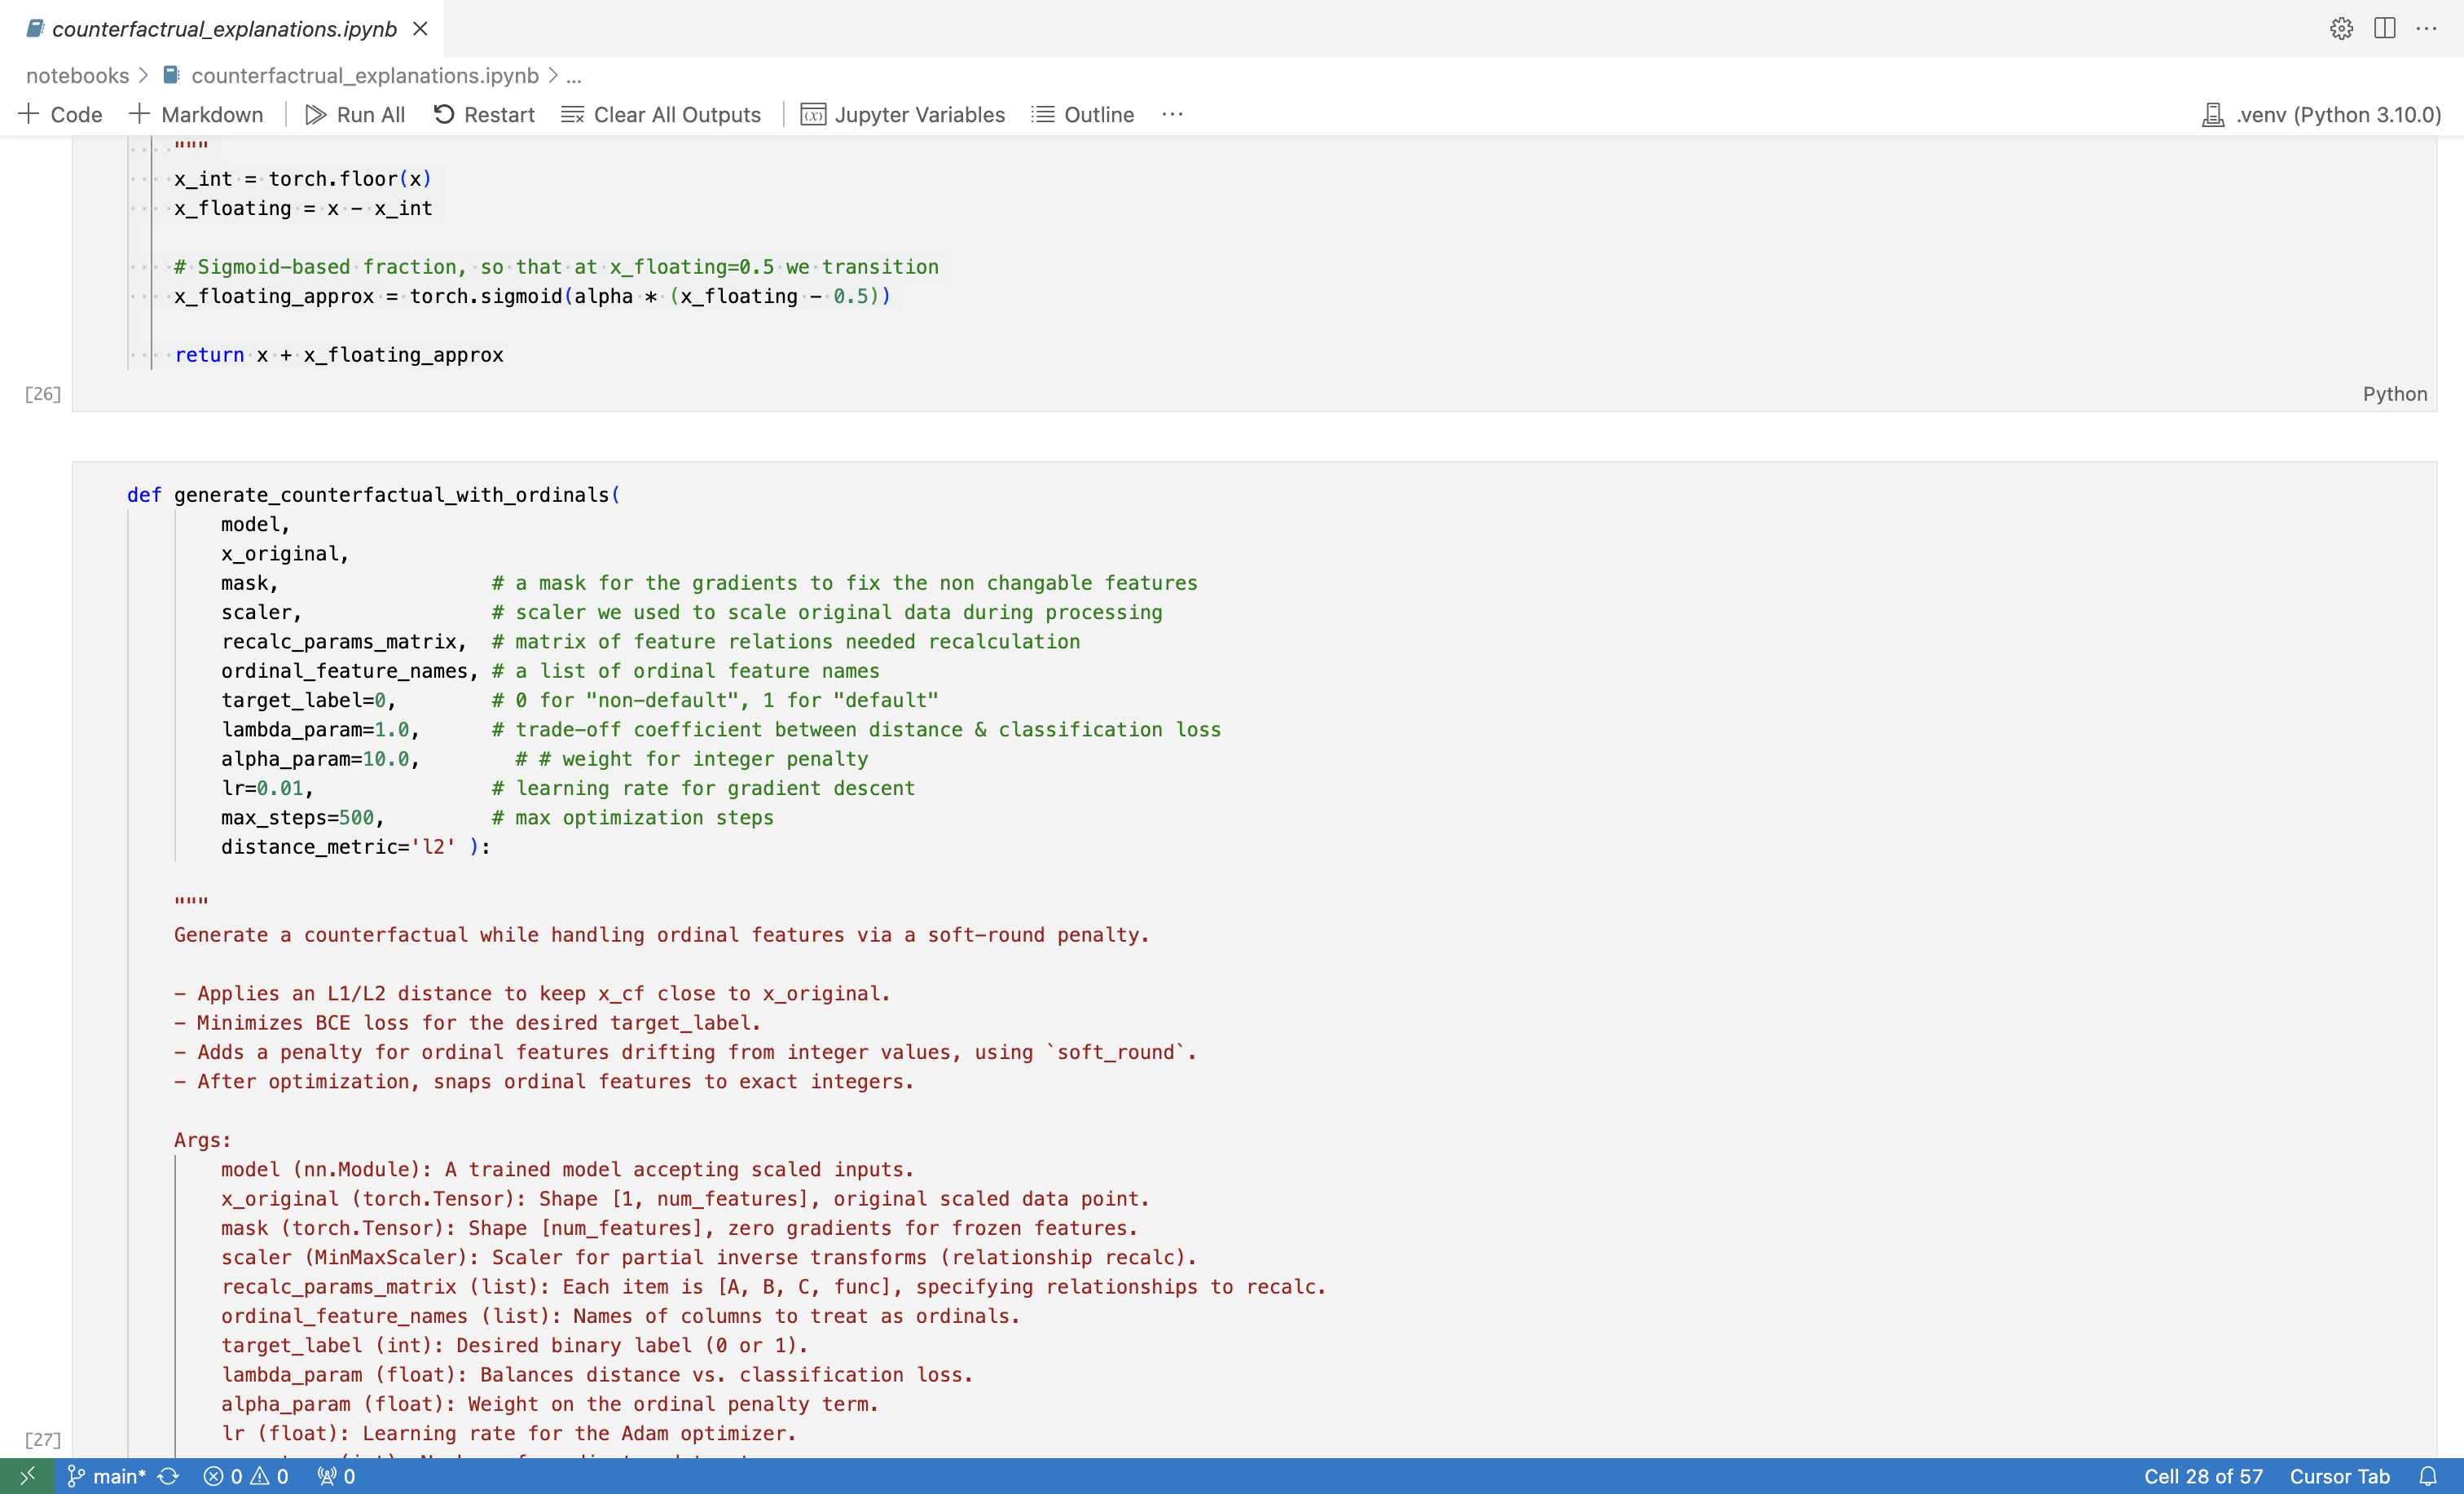 counterfactrual_explanations.ipynb
notebooks > counterfactrual_explanations.ipynb > ...
+ Code + Markdown Run All Restart Clear All Outputs Jupyter Variables Outline ... .venv (Python 3.10.0)
"""
x_int = torch.floor(x)
x_floating = x - x_int
# Sigmoid-based fraction, so that at x_floating=0.5 we transition
x_floating_approx = torch.sigmoid(alpha * (x_floating - 0.5))
return x + x_floating_approx
[26] Python
def generate_counterfactual_with_ordinals(
model,
x_original,
mask, # a mask for the gradients to fix the non changable features
scaler, # scaler we used to scale original data during processing
recalc_params_matrix, # matrix of feature relations needed recalculation
ordinal_feature_names, # a list of ordinal feature names
target_label=0, # 0 for "non-default", 1 for "default"
lambda_param=1.0, # trade-off coefficient between distance & classification loss
alpha_param=10.0, # # weight for integer penalty
lr=0.01, # learning rate for gradient descent
max_steps=500, # max optimization steps
distance_metric='l2' ):
"""
Generate a counterfactual while handling ordinal features via a soft-round penalty.
- Applies an L1/L2 distance to keep x_cf close to x_original.
- Minimizes BCE loss for the desired target_label.
- Adds a penalty for ordinal features drifting from integer values, using `soft_round`.
- After optimization, snaps ordinal features to exact integers.
Args:
model (nn.Module): A trained model accepting scaled inputs.
x_original (torch.Tensor): Shape [1, num_features], original scaled data point.
mask (torch.Tensor): Shape [num_features], zero gradients for frozen features.
scaler (MinMaxScaler): Scaler for partial inverse transforms (relationship recalc).
recalc_params_matrix (list): Each item is [A, B, C, func], specifying relationships to recalc.
ordinal_feature_names (list): Names of columns to treat as ordinals.
target_label (int): Desired binary label (0 or 1).
lambda_param (float): Balances distance vs. classification loss.
alpha_param (float): Weight on the ordinal penalty term.
lr (float): Learning rate for the Adam optimizer.
[27]
main* 0 0 0 Cell 28 of 57 Cursor Tab